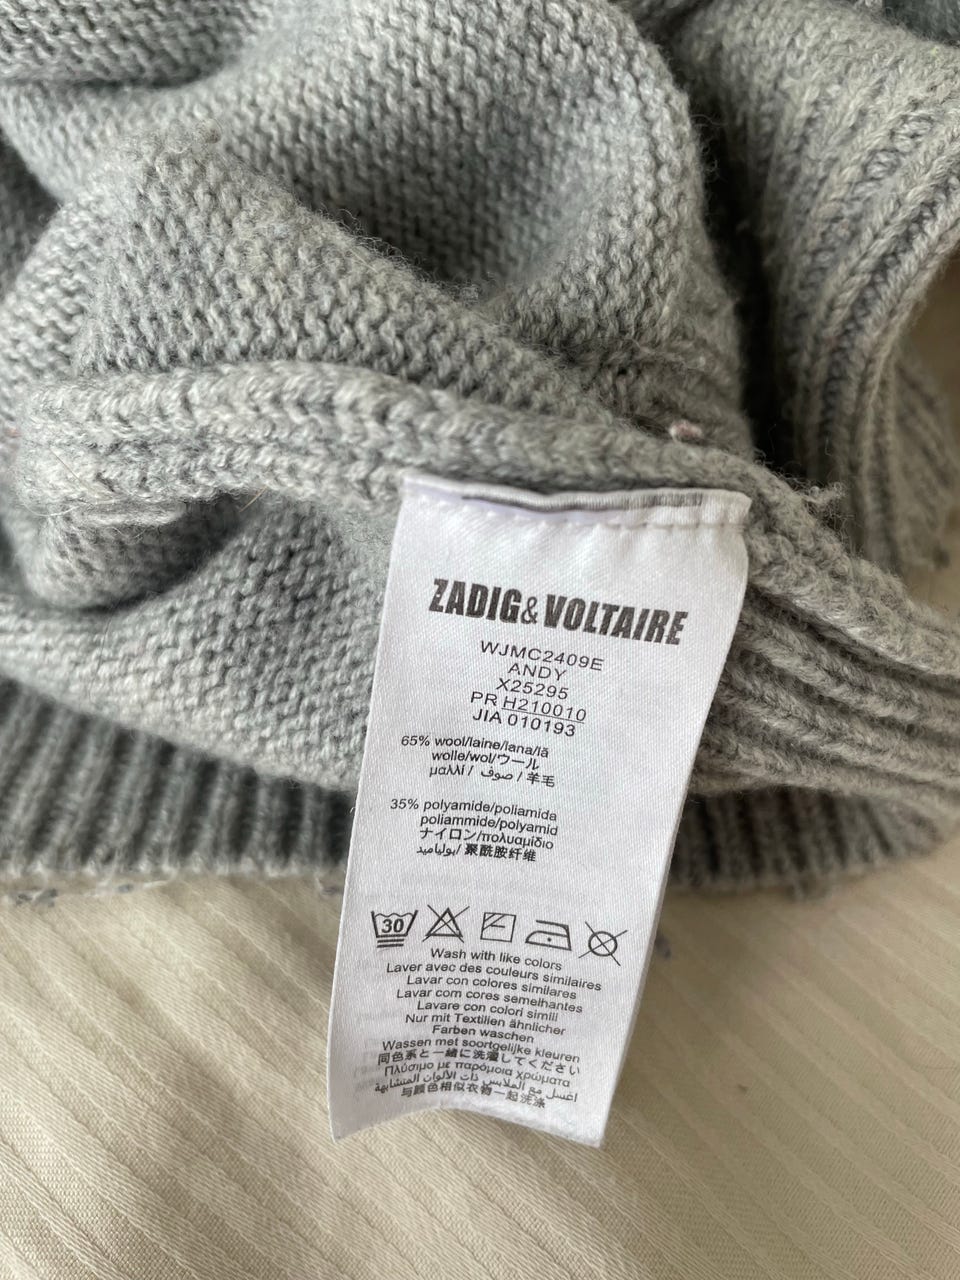 ZADIG&VOLTAIRE
WJMC2409E
ANDY
X25295
PR H210010
JIA 010193
65% wool/laine/lana/lã
wolle/wol/ウール
μαλλί / صوف / 羊毛
35% polyamide/poliamida
poliammide/polyamid
ナイロン/πολυαμίδιο
بولياميد/ 聚酰胺纤维
30
Wash with like colors
Laver avec des couleurs similaires
Lavar con colores similares
Lavar com cores semelhantes
Lavare con colori simili
Nur mit Textilien ähnlicher
Farben waschen
Wassen met soortgelijke kleuren
同色系と一緒に洗濯してください
Πλύσιμο με παρόμοια χρώματα
اغسل مع الملابس ذات الألوان المتشابهة
与颜色相似衣物一起洗涤